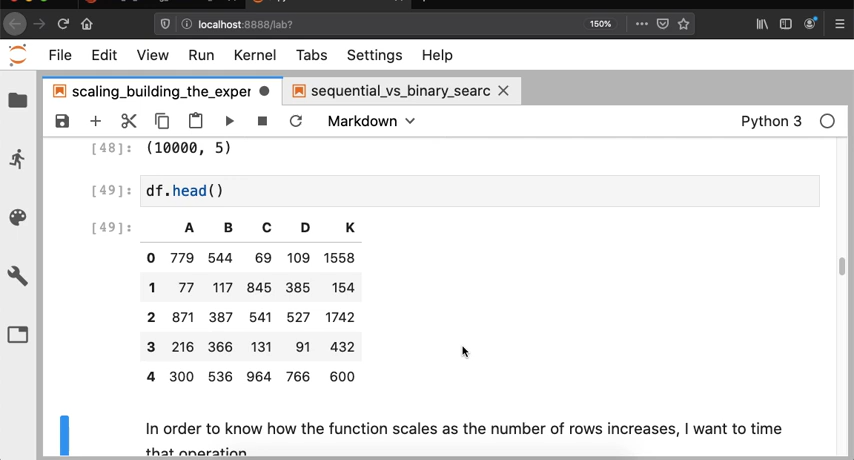 localhost:8888/lab?
150%
File Edit View Run Kernel Tabs Settings Help
scaling_building_the_exper
sequential_vs_binary_searc
Markdown
Python 3
[48]: (10000, 5)
[49]: df.head()
[49]: A B C D K
0 779 544 69 109 1558
1 77 117 845 385 154
2 871 387 541 527 1742
3 216 366 131 91 432
4 300 536 964 766 600
In order to know how the function scales as the number of rows increases, I want to time
that operation